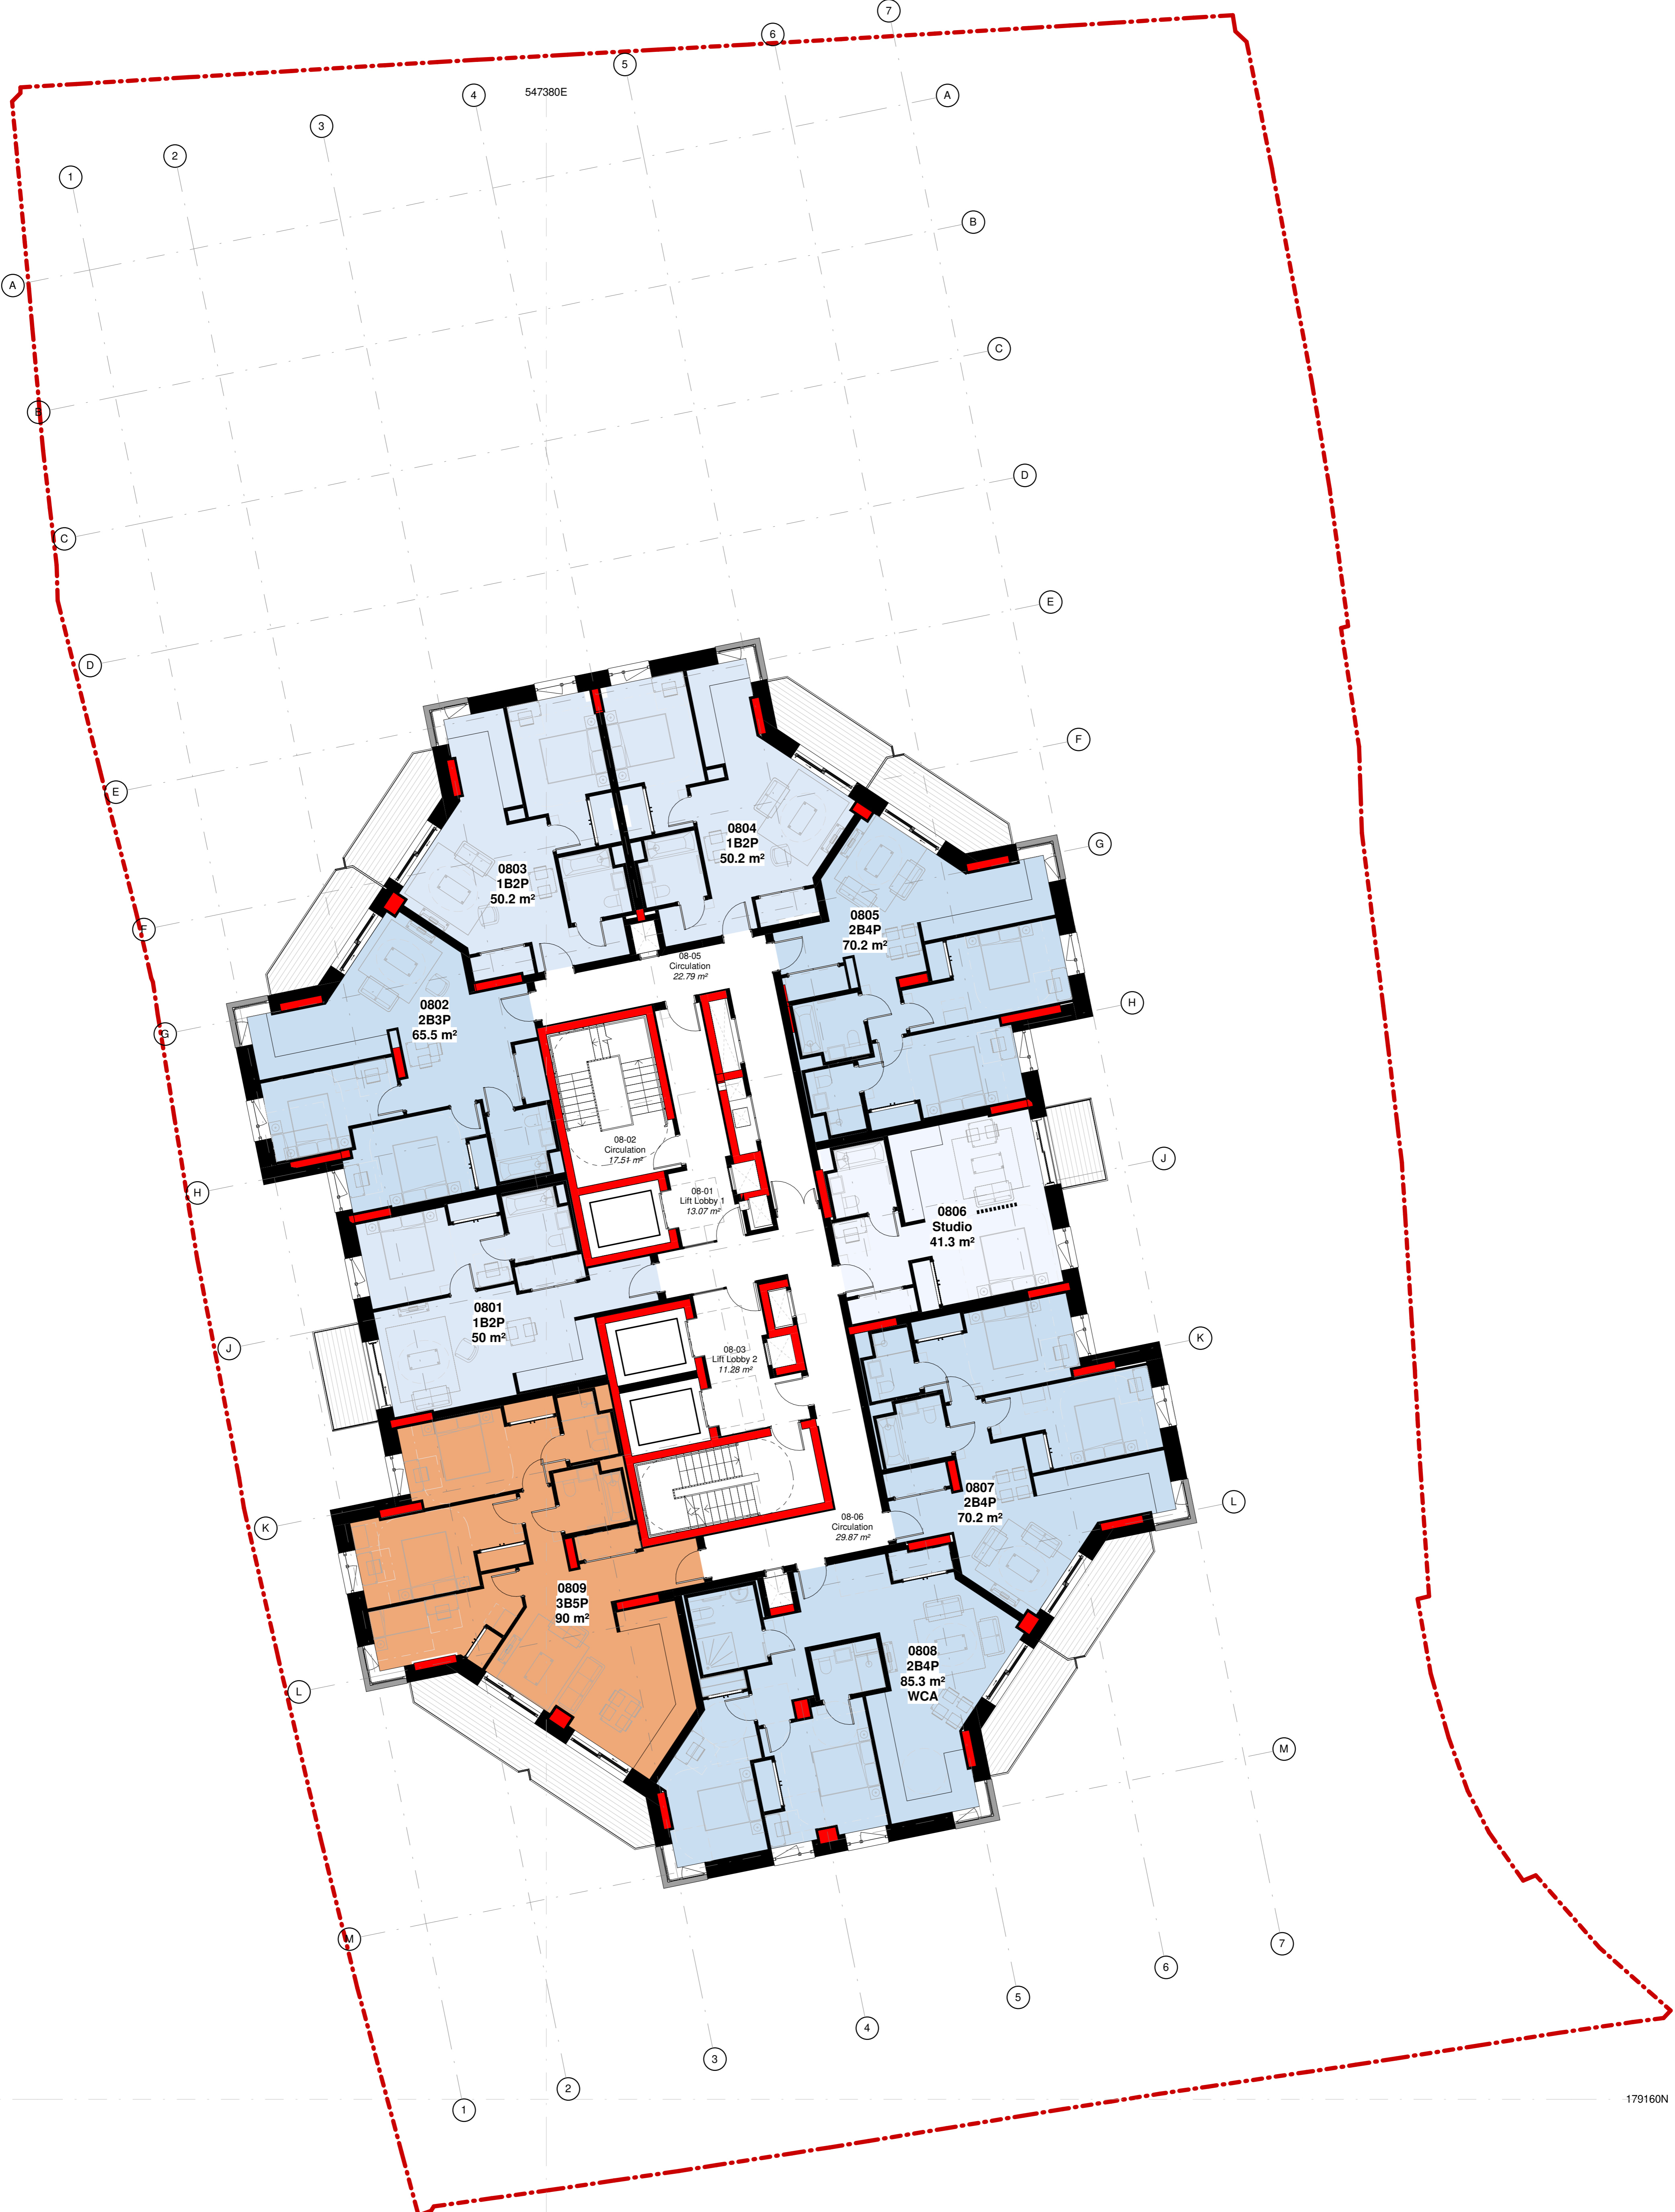 7
6
5
4
547380E
A
3
2
1
B
A
C
B
D
C
E
D
F
E
0804
1B2P
50.2 m²
G
0803
1B2P
50.2 m²
F
0805
2B4P
70.2 m²
08-05
Circulation
22.79 m²
H
0802
2B3P
65.5 m²
G
08-02
Circulation
17.51 m²
J
H
08-01
Lift Lobby 1
13.07 m²
0806
Studio
41.3 m²
0801
1B2P
50 m²
K
J
08-03
Lift Lobby 2
11.28 m²
0807
2B4P
70.2 m²
L
K
08-06
Circulation
29.87 m²
0809
3B5P
90 m²
0808
2B4P
85.3 m²
WCA
L
M
M
7
6
5
4
3
2
1
179160N